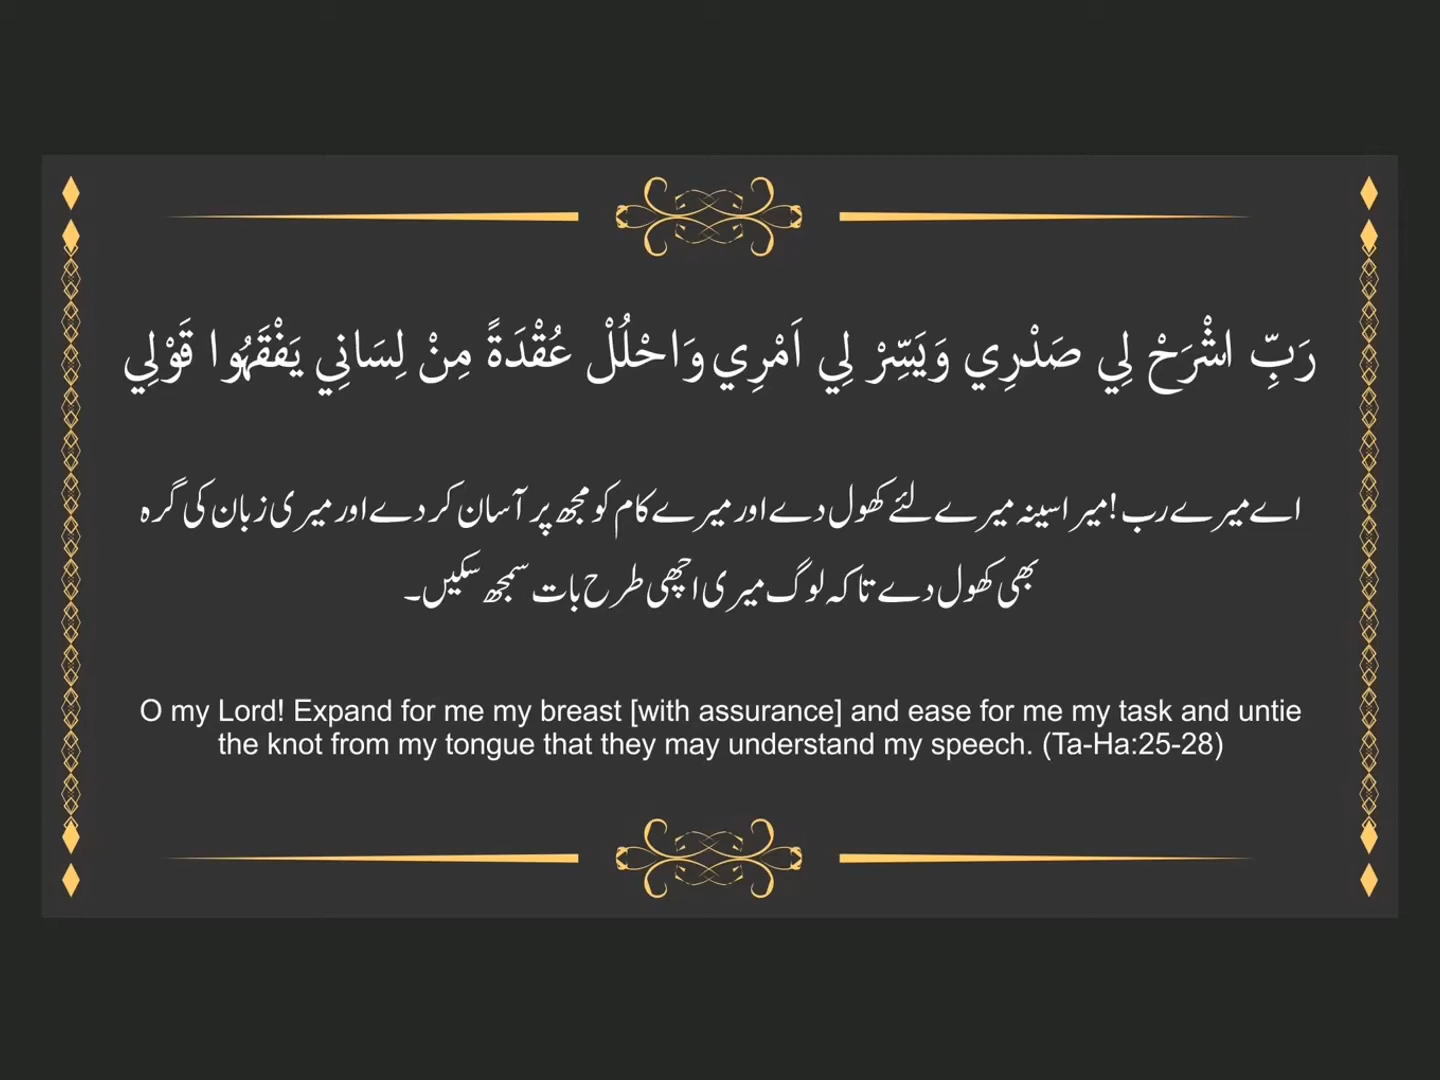 رَبِّ اشْرَحْ لِي صَدْرِي وَيَسِّرْ لِي اَمْرِي وَاحْلُلْ عُقْدَةً مِنْ لِسَانِي يَفْقَهُوا قَوْلِي
اے میرے رب! میرا سینہ میرے لئے کھول دے اور میرے کام کو مجھ پر آسان کر دے اور میری زبان کی گرہ
بھی کھول دے تاکہ لوگ میری اچھی طرح بات سمجھ سکیں۔
O my Lord! Expand for me my breast [with assurance] and ease for me my task and untie
the knot from my tongue that they may understand my speech. (Ta-Ha:25-28)